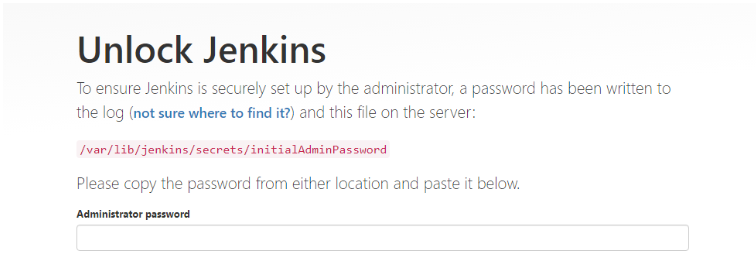 Unlock Jenkins
To ensure Jenkins is securely set up by the administrator, a password has been written to
the log (not sure where to find it?) and this file on the server:
/var/lib/jenkins/secrets/initialAdminPassword
Please copy the password from either location and paste it below.
Administrator password